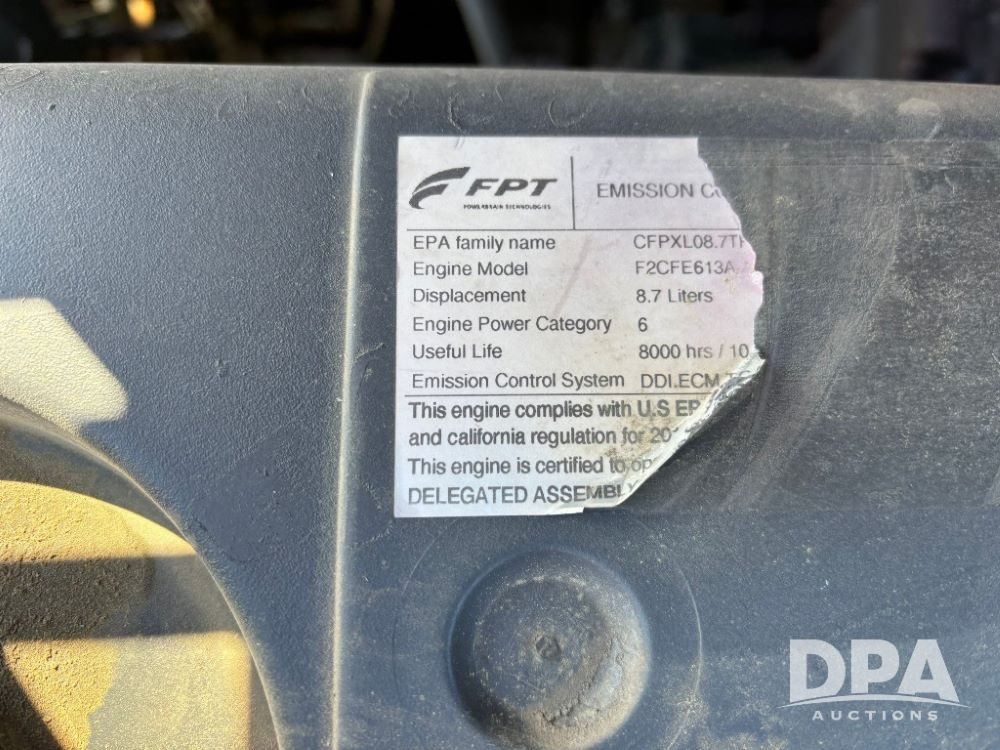 FPT
POWERTRAIN TECHNOLOGIES
EMISSION
EPA family name CFPXL08.7T
Engine Model F2CFE613A
Displacement 8.7 Liters
Engine Power Category 6
Useful Life 8000 hrs / 10
Emission Control System DDI.ECM.
This engine complies with U.S EP
and california regulation for 201
This engine is certified to op
DELEGATED ASSEMBL
DPA
AUCTIONS